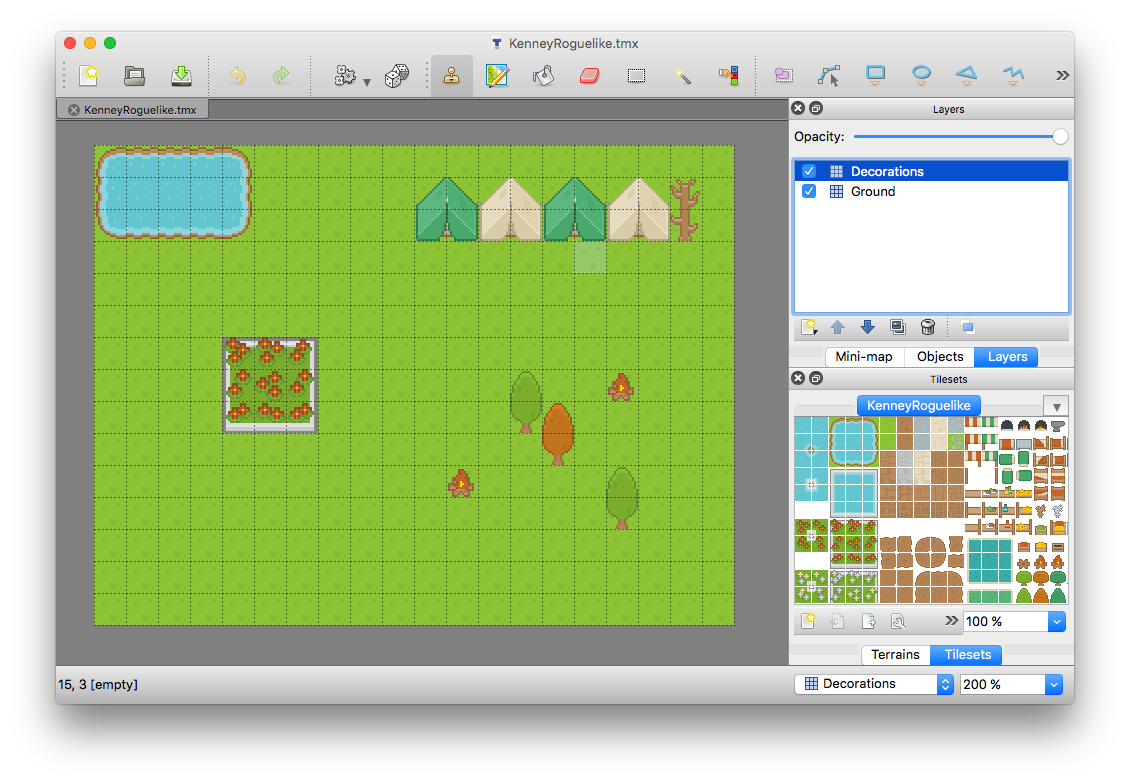 KenneyRoguelike.tmx
KenneyRoguelike.tmx
Layers
Opacity:
Decorations
Ground
Mini-map
Objects
Layers
Tilesets
KenneyRoguelike
100 %
Terrains
Tilesets
15, 3 [empty]
Decorations
200 %